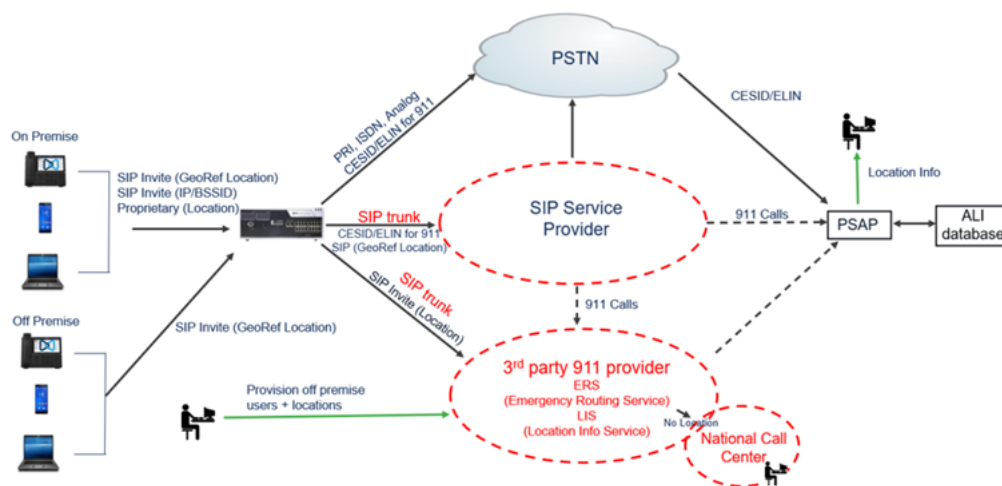 PSTN
CESID/ELIN
PRI, ISDN, Analog
CESID/ELIN for 911
On Premise
SIP Invite (GeoRef Location)
SIP Invite (IP/BSSID)
Proprietary (Location)
Location Info
SIP trunk
CESID/ELIN for 911
SIP (GeoRef Location)
SIP Service
Provider
911 Calls
PSAP
ALI
database
SIP trunk
SIP Invite (Location)
911 Calls
Off Premise
SIP Invite (GeoRef Location)
3rd party 911 provider
ERS
(Emergency Routing Service)
LIS
(Location Info Service)
Provision off premise
users + locations
No Location
National Call
Center